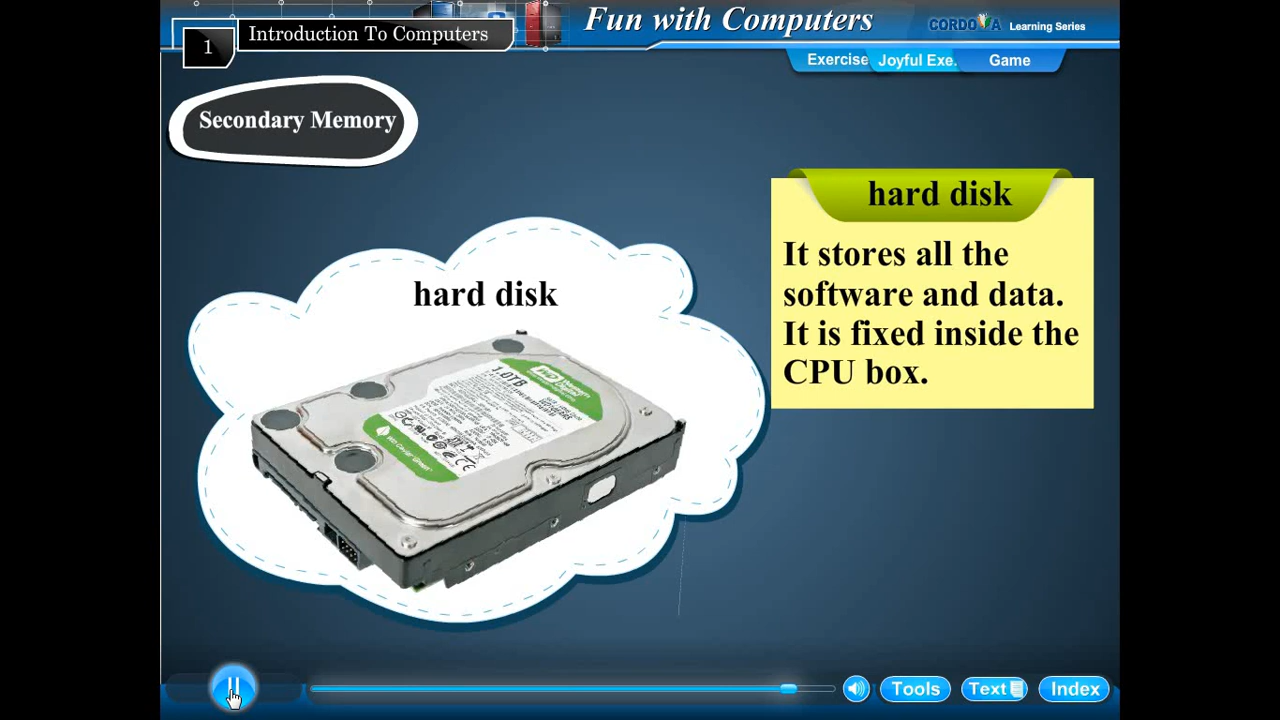 1
Introduction To Computers
Fun with Computers
CORDOVA Learning Series
Exercise
Joyful Exe.
Game
Secondary Memory
hard disk
It stores all the
software and data.
It is fixed inside the
CPU box.
hard disk
1.0TB
WD
Tools
Text
Index